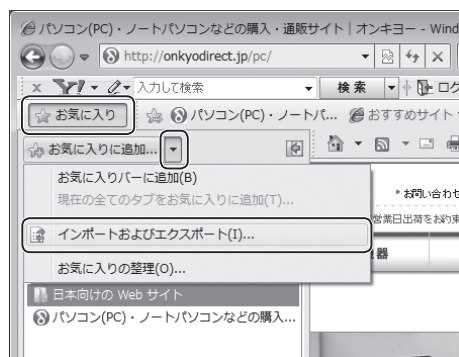 パソコン(PC)・ノートパソコンなどの購入・通販サイト | オンキヨー - Wind
http://onkyodirect.jp/pc/
x Y! 入力して検索 検索 ログ
お気に入り パソコン(PC)・ノートパ... おすすめサイト
お気に入りに追加...
お気に入りバーに追加(B)
現在の全てのタブをお気に入りに追加(T)...
お問い合わせ
営業日出荷をお約束
インポートおよびエクスポート(I)...
器
お気に入りの整理(O)...
日本向けの Web サイト
パソコン(PC)・ノートパソコンなどの購入...